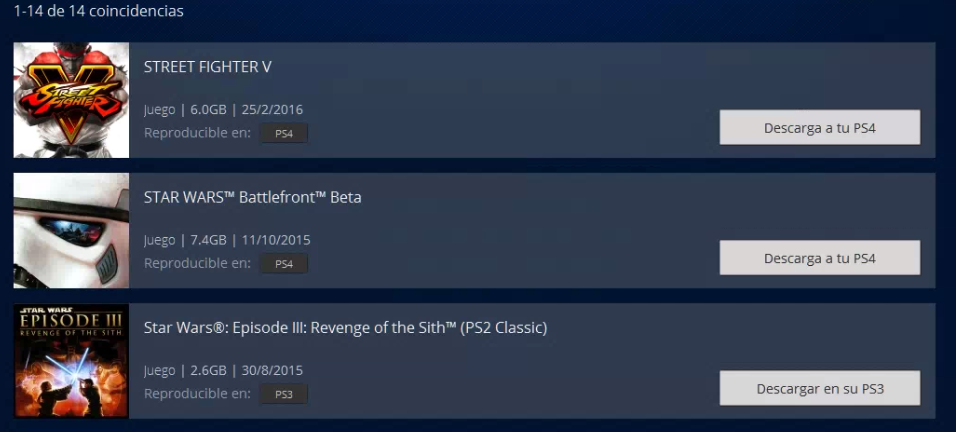 1-14 de 14 coincidencias
STREET FIGHTER V
Juego | 6.0GB | 25/2/2016
Reproducible en: PS4
Descarga a tu PS4
V
STREET
FIGHTER
STAR WARS™ Battlefront™ Beta
Juego | 7.4GB | 11/10/2015
Reproducible en: PS4
Descarga a tu PS4
STAR WARS
EPISODE III
REVENGE OF THE SITH
Star Wars®: Episode III: Revenge of the Sith™ (PS2 Classic)
Juego | 2.6GB | 30/8/2015
Reproducible en: PS3
Descargar en su PS3